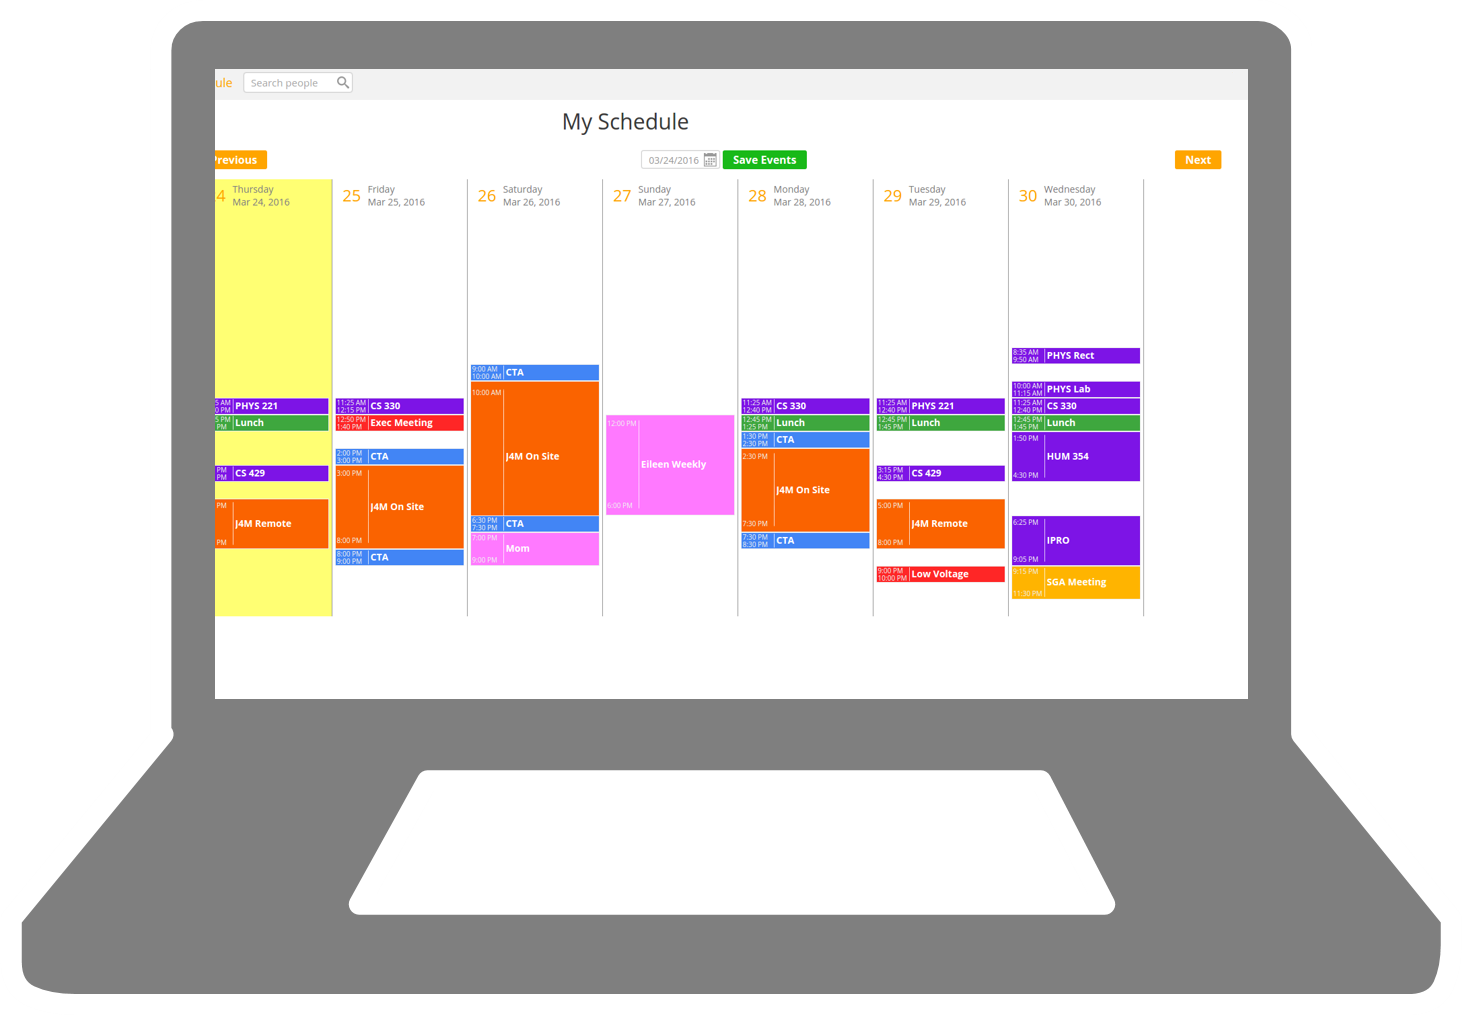 ule
Search people
My Schedule
Previous
03/24/2016
Save Events
Next
4
Thursday
Mar 24, 2016
PHYS 221
Lunch
PM
PM
CS 429
PM
J4M Remote
PM
25
Friday
Mar 25, 2016
11:25 AM
12:15 PM
CS 330
12:50 PM
1:40 PM
Exec Meeting
2:00 PM
3:00 PM
CTA
3:00 PM
J4M On Site
8:00 PM
8:00 PM
9:00 PM
CTA
26
Saturday
Mar 26, 2016
9:00 AM
10:00 AM
CTA
10:00 AM
J4M On Site
6:30 PM
7:30 PM
CTA
7:00 PM
Mom
9:00 PM
27
Sunday
Mar 27, 2016
12:00 PM
Eileen Weekly
6:00 PM
28
Monday
Mar 28, 2016
11:25 AM
12:40 PM
CS 330
12:45 PM
1:25 PM
Lunch
1:30 PM
2:30 PM
CTA
2:30 PM
J4M On Site
7:30 PM
7:30 PM
8:30 PM
CTA
29
Tuesday
Mar 29, 2016
11:25 AM
12:40 PM
PHYS 221
12:45 PM
1:45 PM
Lunch
3:15 PM
4:30 PM
CS 429
5:00 PM
J4M Remote
8:00 PM
9:00 PM
10:00 PM
Low Voltage
30
Wednesday
Mar 30, 2016
8:35 AM
9:50 AM
PHYS Rect
10:00 AM
11:15 AM
PHYS Lab
11:25 AM
12:40 PM
CS 330
12:45 PM
1:45 PM
Lunch
1:50 PM
HUM 354
4:30 PM
6:25 PM
IPRO
9:05 PM
9:15 PM
SGA Meeting
11:30 PM